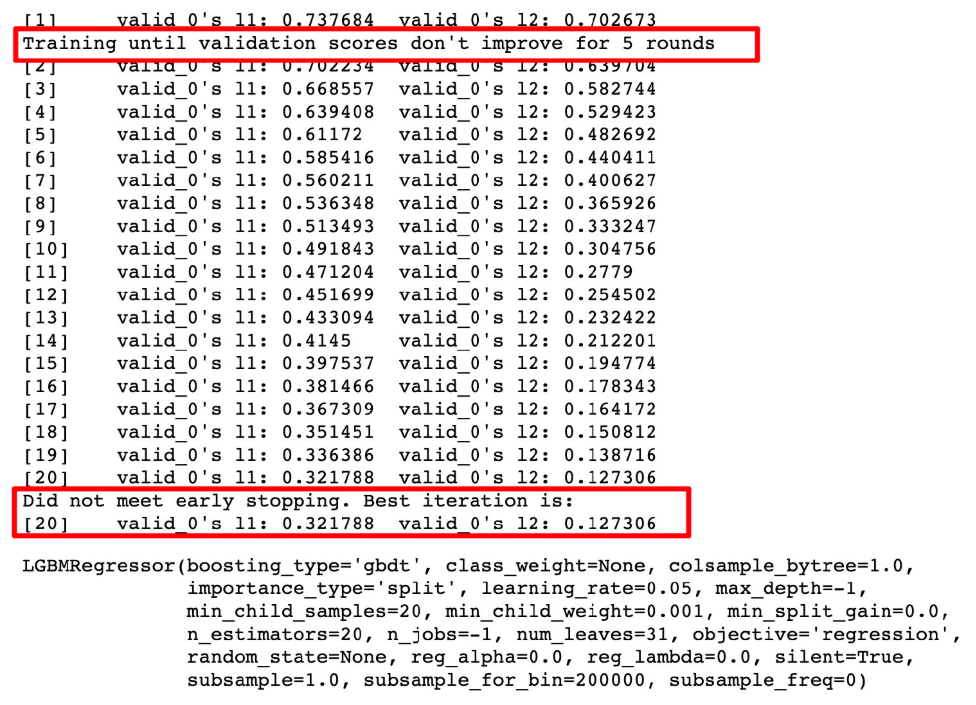 [1]     valid_0's l1: 0.737684  valid_0's l2: 0.702673
Training until validation scores don't improve for 5 rounds
[2]     valid_0's l1: 0.702234  valid_0's l2: 0.639704
[3]     valid_0's l1: 0.668557  valid_0's l2: 0.582744
[4]     valid_0's l1: 0.639408  valid_0's l2: 0.529423
[5]     valid_0's l1: 0.61172   valid_0's l2: 0.482692
[6]     valid_0's l1: 0.585416  valid_0's l2: 0.440411
[7]     valid_0's l1: 0.560211  valid_0's l2: 0.400627
[8]     valid_0's l1: 0.536348  valid_0's l2: 0.365926
[9]     valid_0's l1: 0.513493  valid_0's l2: 0.333247
[10]    valid_0's l1: 0.491843  valid_0's l2: 0.304756
[11]    valid_0's l1: 0.471204  valid_0's l2: 0.2779
[12]    valid_0's l1: 0.451699  valid_0's l2: 0.254502
[13]    valid_0's l1: 0.433094  valid_0's l2: 0.232422
[14]    valid_0's l1: 0.4145    valid_0's l2: 0.212201
[15]    valid_0's l1: 0.397537  valid_0's l2: 0.194774
[16]    valid_0's l1: 0.381466  valid_0's l2: 0.178343
[17]    valid_0's l1: 0.367309  valid_0's l2: 0.164172
[18]    valid_0's l1: 0.351451  valid_0's l2: 0.150812
[19]    valid_0's l1: 0.336386  valid_0's l2: 0.138716
[20]    valid_0's l1: 0.321788  valid_0's l2: 0.127306
Did not meet early stopping. Best iteration is:
[20]    valid_0's l1: 0.321788  valid_0's l2: 0.127306
LGBMRegressor(boosting_type='gbdt', class_weight=None, colsample_bytree=1.0,
              importance_type='split', learning_rate=0.05, max_depth=-1,
              min_child_samples=20, min_child_weight=0.001, min_split_gain=0.0,
              n_estimators=20, n_jobs=-1, num_leaves=31, objective='regression',
              random_state=None, reg_alpha=0.0, reg_lambda=0.0, silent=True,
              subsample=1.0, subsample_for_bin=200000, subsample_freq=0)